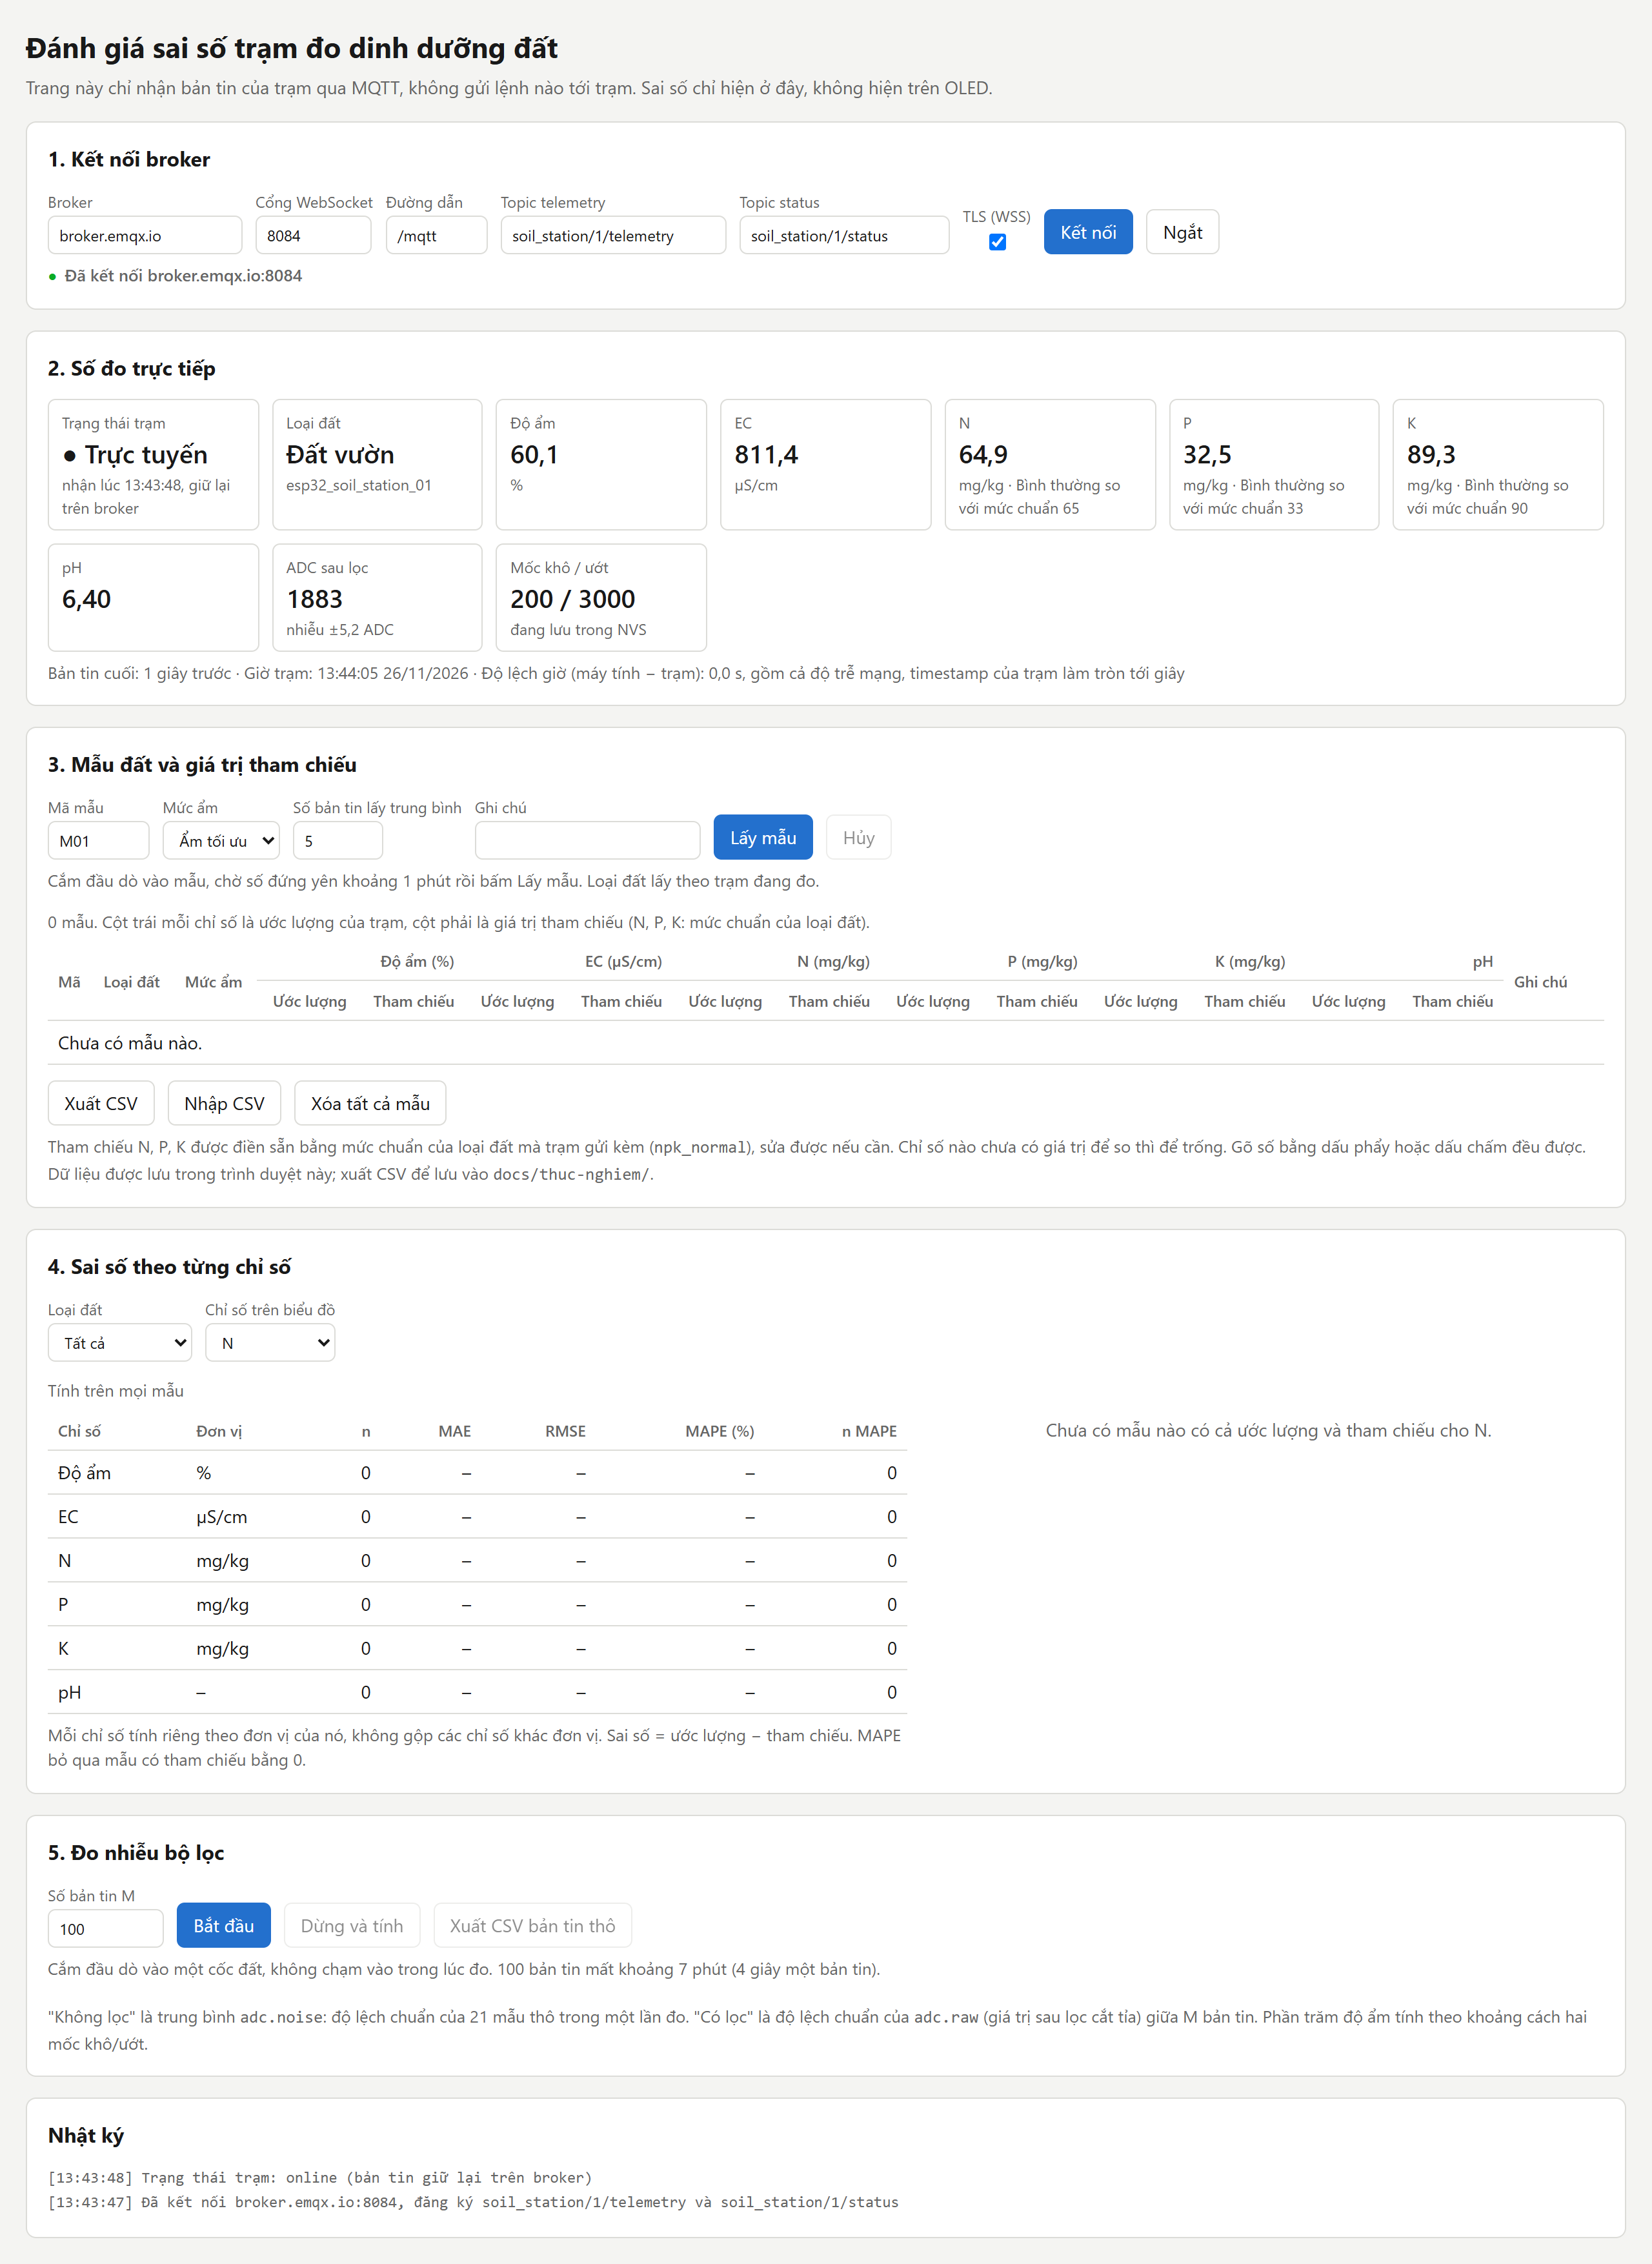 Đánh giá sai số trạm đo dinh dưỡng đất
Trang này chỉ nhận bản tin của trạm qua MQTT, không gửi lệnh nào tới trạm. Sai số chỉ hiện ở đây, không hiện trên OLED.
1. Kết nối broker
Broker
Cổng WebSocket
Đường dẫn
Topic telemetry
Topic status
TLS (WSS)
broker.emqx.io
8084
/mqtt
soil_station/1/telemetry
soil_station/1/status
Kết nối
Ngắt
● Đã kết nối broker.emqx.io:8084
2. Số đo trực tiếp
Trạng thái trạm
● Trực tuyến
nhận lúc 13:43:48, giữ lại
trên broker
Loại đất
Đất vườn
esp32_soil_station_01
Độ ẩm
60,1
%
EC
811,4
µS/cm
N
64,9
mg/kg · Bình thường so
với mức chuẩn 65
P
32,5
mg/kg · Bình thường so
với mức chuẩn 33
K
89,3
mg/kg · Bình thường so
với mức chuẩn 90
pH
6,40
ADC sau lọc
1883
nhiễu ±5,2 ADC
Mốc khô / ướt
200 / 3000
đang lưu trong NVS
Bản tin cuối: 1 giây trước · Giờ trạm: 13:44:05 26/11/2026 · Độ lệch giờ (máy tính − trạm): 0,0 s, gồm cả độ trễ mạng, timestamp của trạm làm tròn tới giây
3. Mẫu đất và giá trị tham chiếu
Mã mẫu
Mức ẩm
Số bản tin lấy trung bình
Ghi chú
M01
Ẩm tối ưu
5
Lấy mẫu
Hủy
Cắm đầu dò vào mẫu, chờ số đứng yên khoảng 1 phút rồi bấm Lấy mẫu. Loại đất lấy theo trạm đang đo.
0 mẫu. Cột trái mỗi chỉ số là ước lượng của trạm, cột phải là giá trị tham chiếu (N, P, K: mức chuẩn của loại đất).
Mã Loại đất Mức ẩm Độ ẩm (%) EC (µS/cm) N (mg/kg) P (mg/kg) K (mg/kg) pH Ghi chú
Ước lượng Tham chiếu Ước lượng Tham chiếu Ước lượng Tham chiếu Ước lượng Tham chiếu Ước lượng Tham chiếu Ước lượng Tham chiếu
Chưa có mẫu nào.
Xuất CSV
Nhập CSV
Xóa tất cả mẫu
Tham chiếu N, P, K được điền sẵn bằng mức chuẩn của loại đất mà trạm gửi kèm (npk_normal), sửa được nếu cần. Chỉ số nào chưa có giá trị để so thì để trống. Gõ số bằng dấu phẩy hoặc dấu chấm đều được.
Dữ liệu được lưu trong trình duyệt này; xuất CSV để lưu vào docs/thuc-nghiem/.
4. Sai số theo từng chỉ số
Loại đất
Chỉ số trên biểu đồ
Tất cả
N
Tính trên mọi mẫu
Chỉ số Đơn vị n MAE RMSE MAPE (%) n MAPE
Độ ẩm % 0 – – – 0
EC µS/cm 0 – – – 0
N mg/kg 0 – – – 0
P mg/kg 0 – – – 0
K mg/kg 0 – – – 0
pH – 0 – – – 0
Chưa có mẫu nào có cả ước lượng và tham chiếu cho N.
Mỗi chỉ số tính riêng theo đơn vị của nó, không gộp các chỉ số khác đơn vị. Sai số = ước lượng − tham chiếu. MAPE
bỏ qua mẫu có tham chiếu bằng 0.
5. Đo nhiễu bộ lọc
Số bản tin M
100
Bắt đầu
Dừng và tính
Xuất CSV bản tin thô
Cắm đầu dò vào một cốc đất, không chạm vào trong lúc đo. 100 bản tin mất khoảng 7 phút (4 giây một bản tin).
"Không lọc" là trung bình adc.noise: độ lệch chuẩn của 21 mẫu thô trong một lần đo. "Có lọc" là độ lệch chuẩn của adc.raw (giá trị sau lọc cắt tỉa) giữa M bản tin. Phần trăm độ ẩm tính theo khoảng cách hai
mốc khô/ướt.
Nhật ký
[13:43:48] Trạng thái trạm: online (bản tin giữ lại trên broker)
[13:43:47] Đã kết nối broker.emqx.io:8084, đăng ký soil_station/1/telemetry và soil_station/1/status